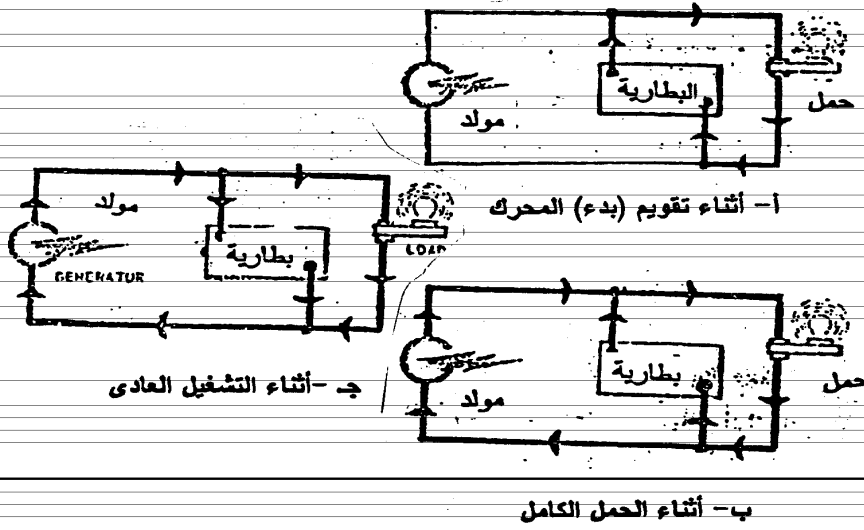 البطارية
حمل
مولد
أ- أثناء تقويم (بدء) المحرك
مولد
بطارية
LOAD
GENERATUR
جـ -أثناء التشغيل العادى
بطارية
حمل
مولد
ب- أثناء الحمل الكامل